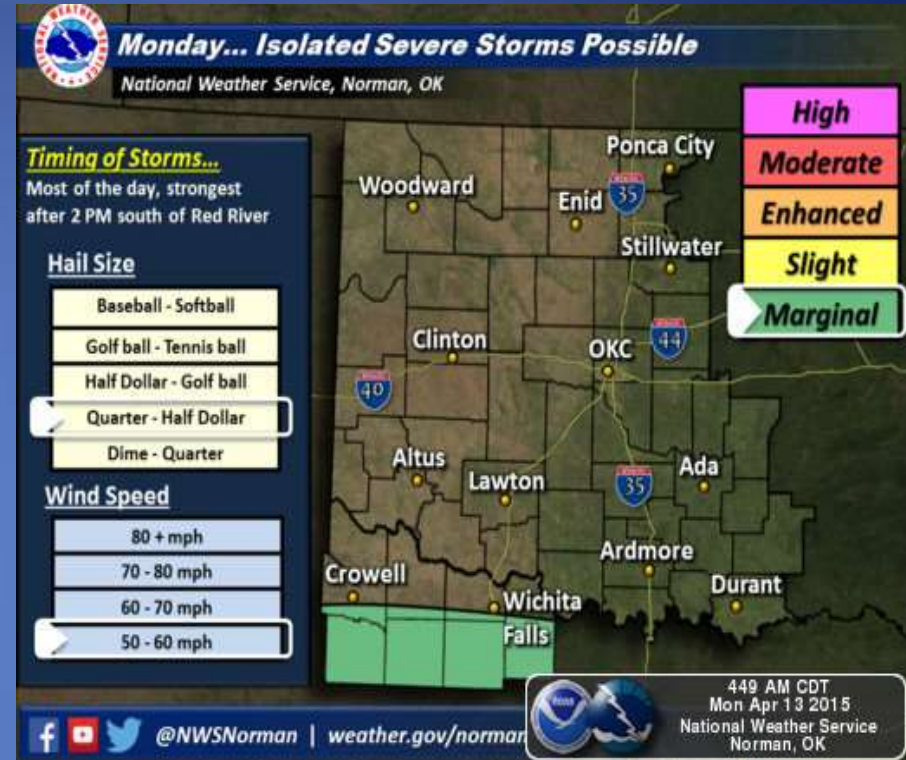 Monday... Isolated Severe Storms Possible
National Weather Service, Norman, OK
Timing of Storms...
Most of the day, strongest
after 2 PM south of Red River
Hail Size
Baseball - Softball
Golf ball - Tennis ball
Half Dollar - Golf ball
Quarter - Half Dollar
Dime - Quarter
Wind Speed
80 + mph
70 - 80 mph
60 - 70 mph
50 - 60 mph
High
Moderate
Enhanced
Slight
Marginal
Ponca City
Woodward
Enid
35
Stillwater
Clinton
OKC
44
40
Altus
Lawton
35
Ada
Ardmore
Crowell
Durant
Wichita
Falls
449 AM CDT
Mon Apr 13 2015
National Weather Service
Norman, OK
@NWSNorman | weather.gov/norman